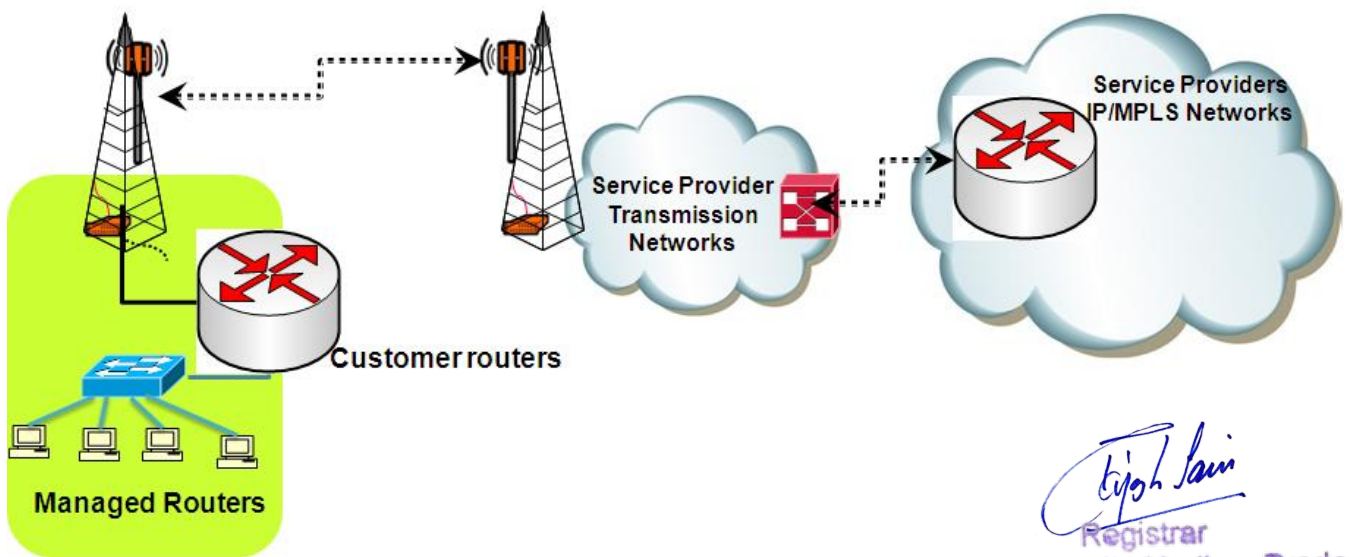 Service Providers
IP/MPLS Networks
Service Provider
Transmission
Networks
Customer routers
Managed Routers
Registrar